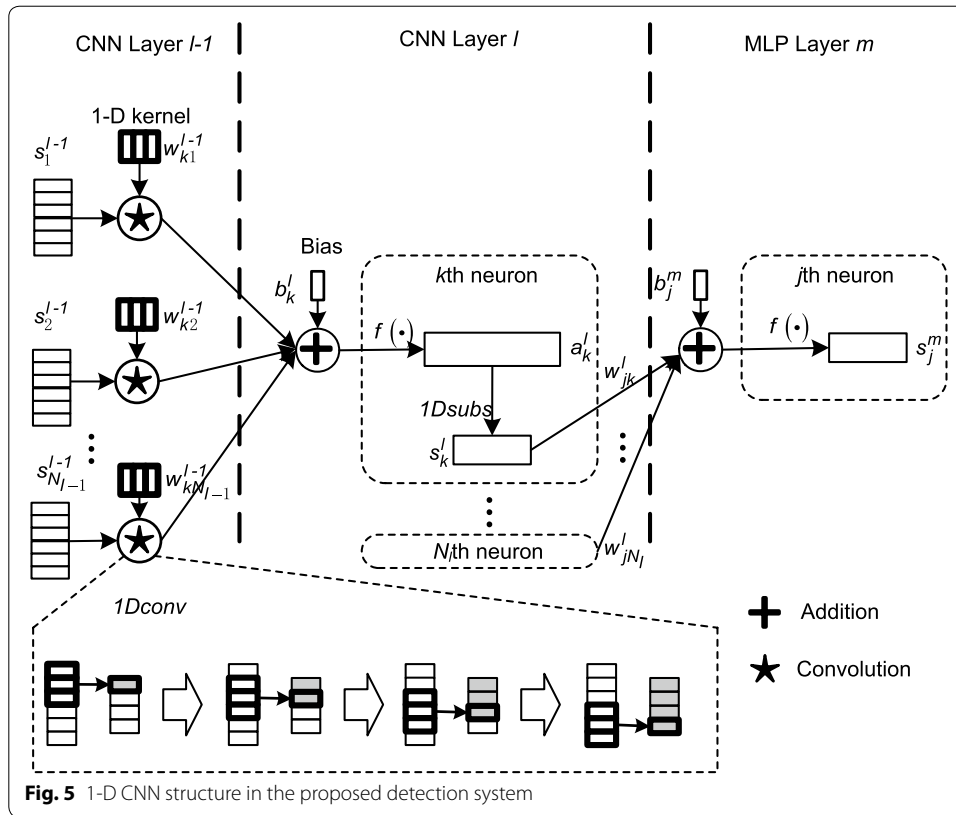 CNN Layer l-1
CNN Layer l
MLP Layer m
1-D kernel
s_1^{l-1}
w_{k1}^{l-1}
Bias
b_k^l
kth neuron
f (•)
a_k^l
1Dsubs
s_k^l
w_{jk}^l
b_j^m
jth neuron
f (•)
s_j^m
s_2^{l-1}
w_{k2}^{l-1}
s_{N_{l-1}}^{l-1}
w_{kN_{l-1}}^{l-1}
N_lth neuron
w_{jN_l}^l
1Dconv
Addition
Convolution
Fig. 5 1-D CNN structure in the proposed detection system